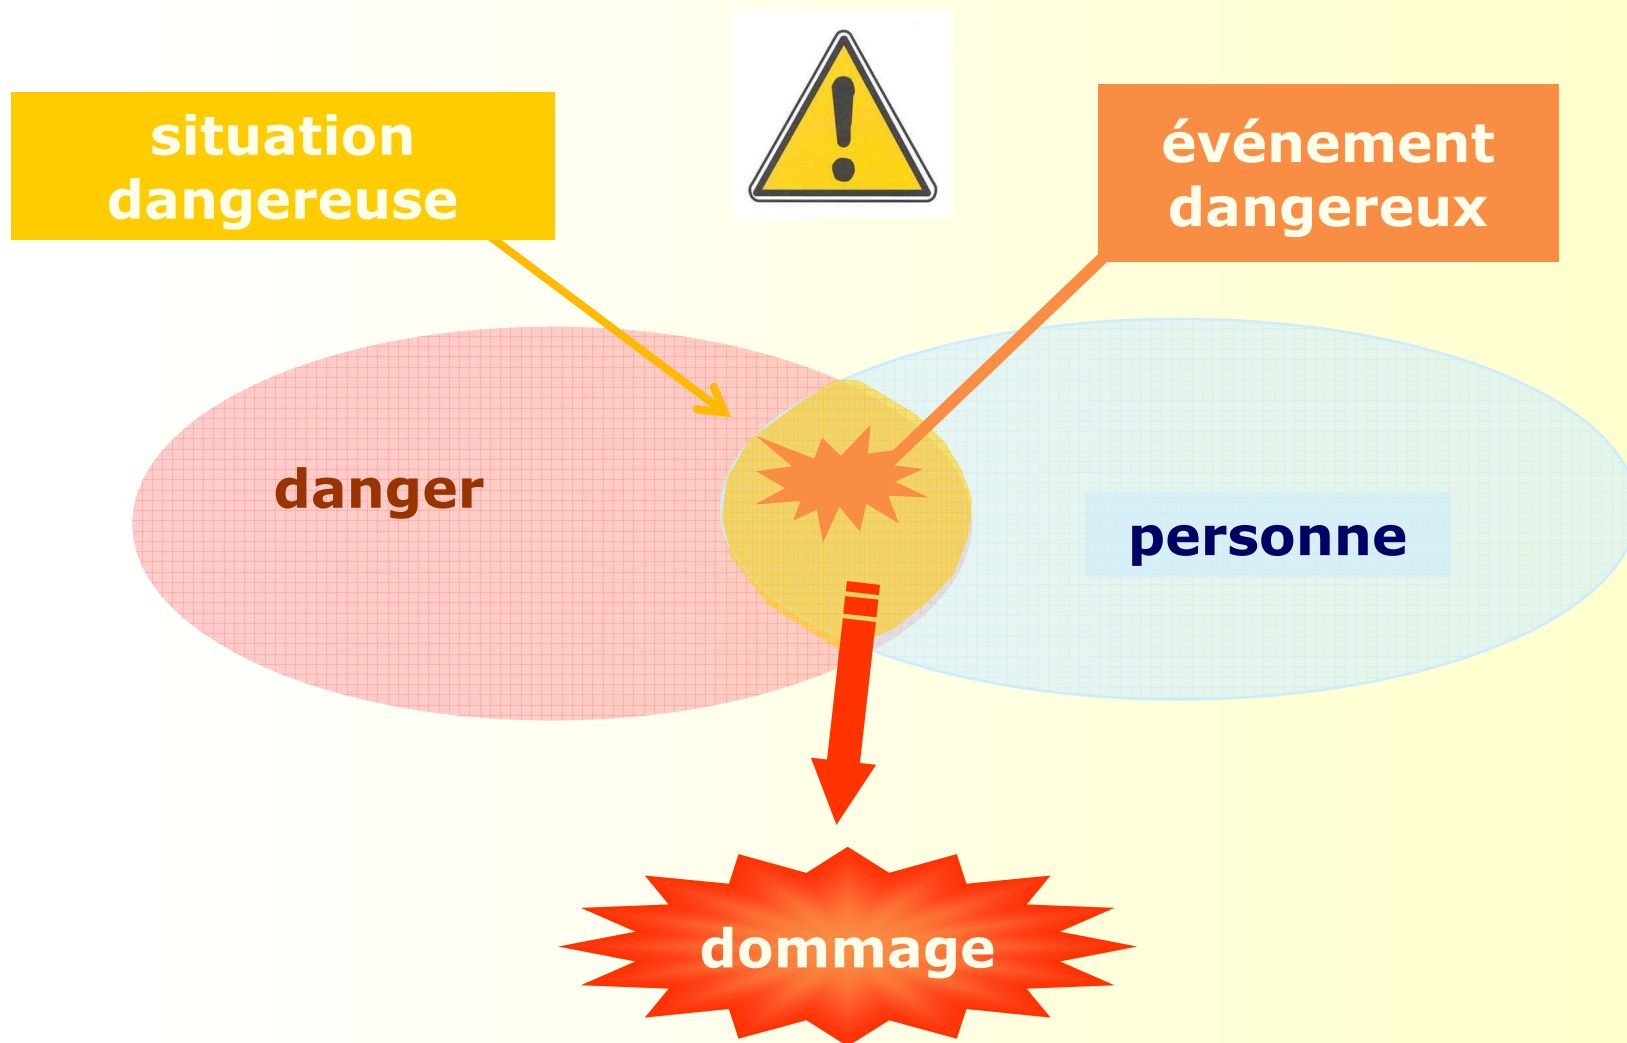 situation
dangereuse
événement
dangereux
danger
personne
dommage